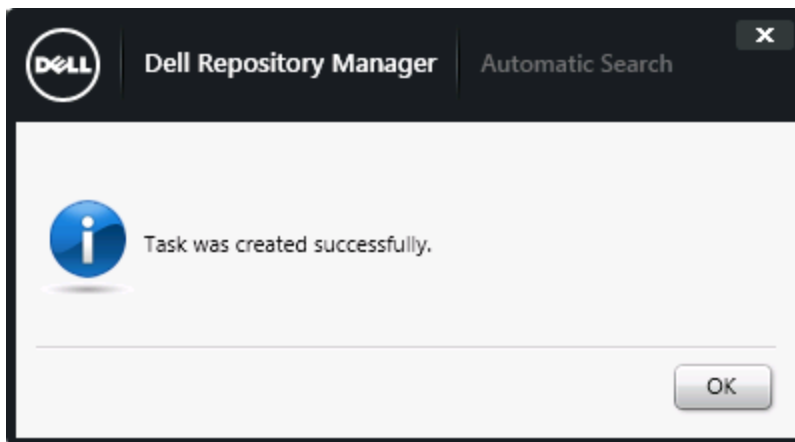 DELL
Dell Repository Manager
Automatic Search
x
i
Task was created successfully.
OK